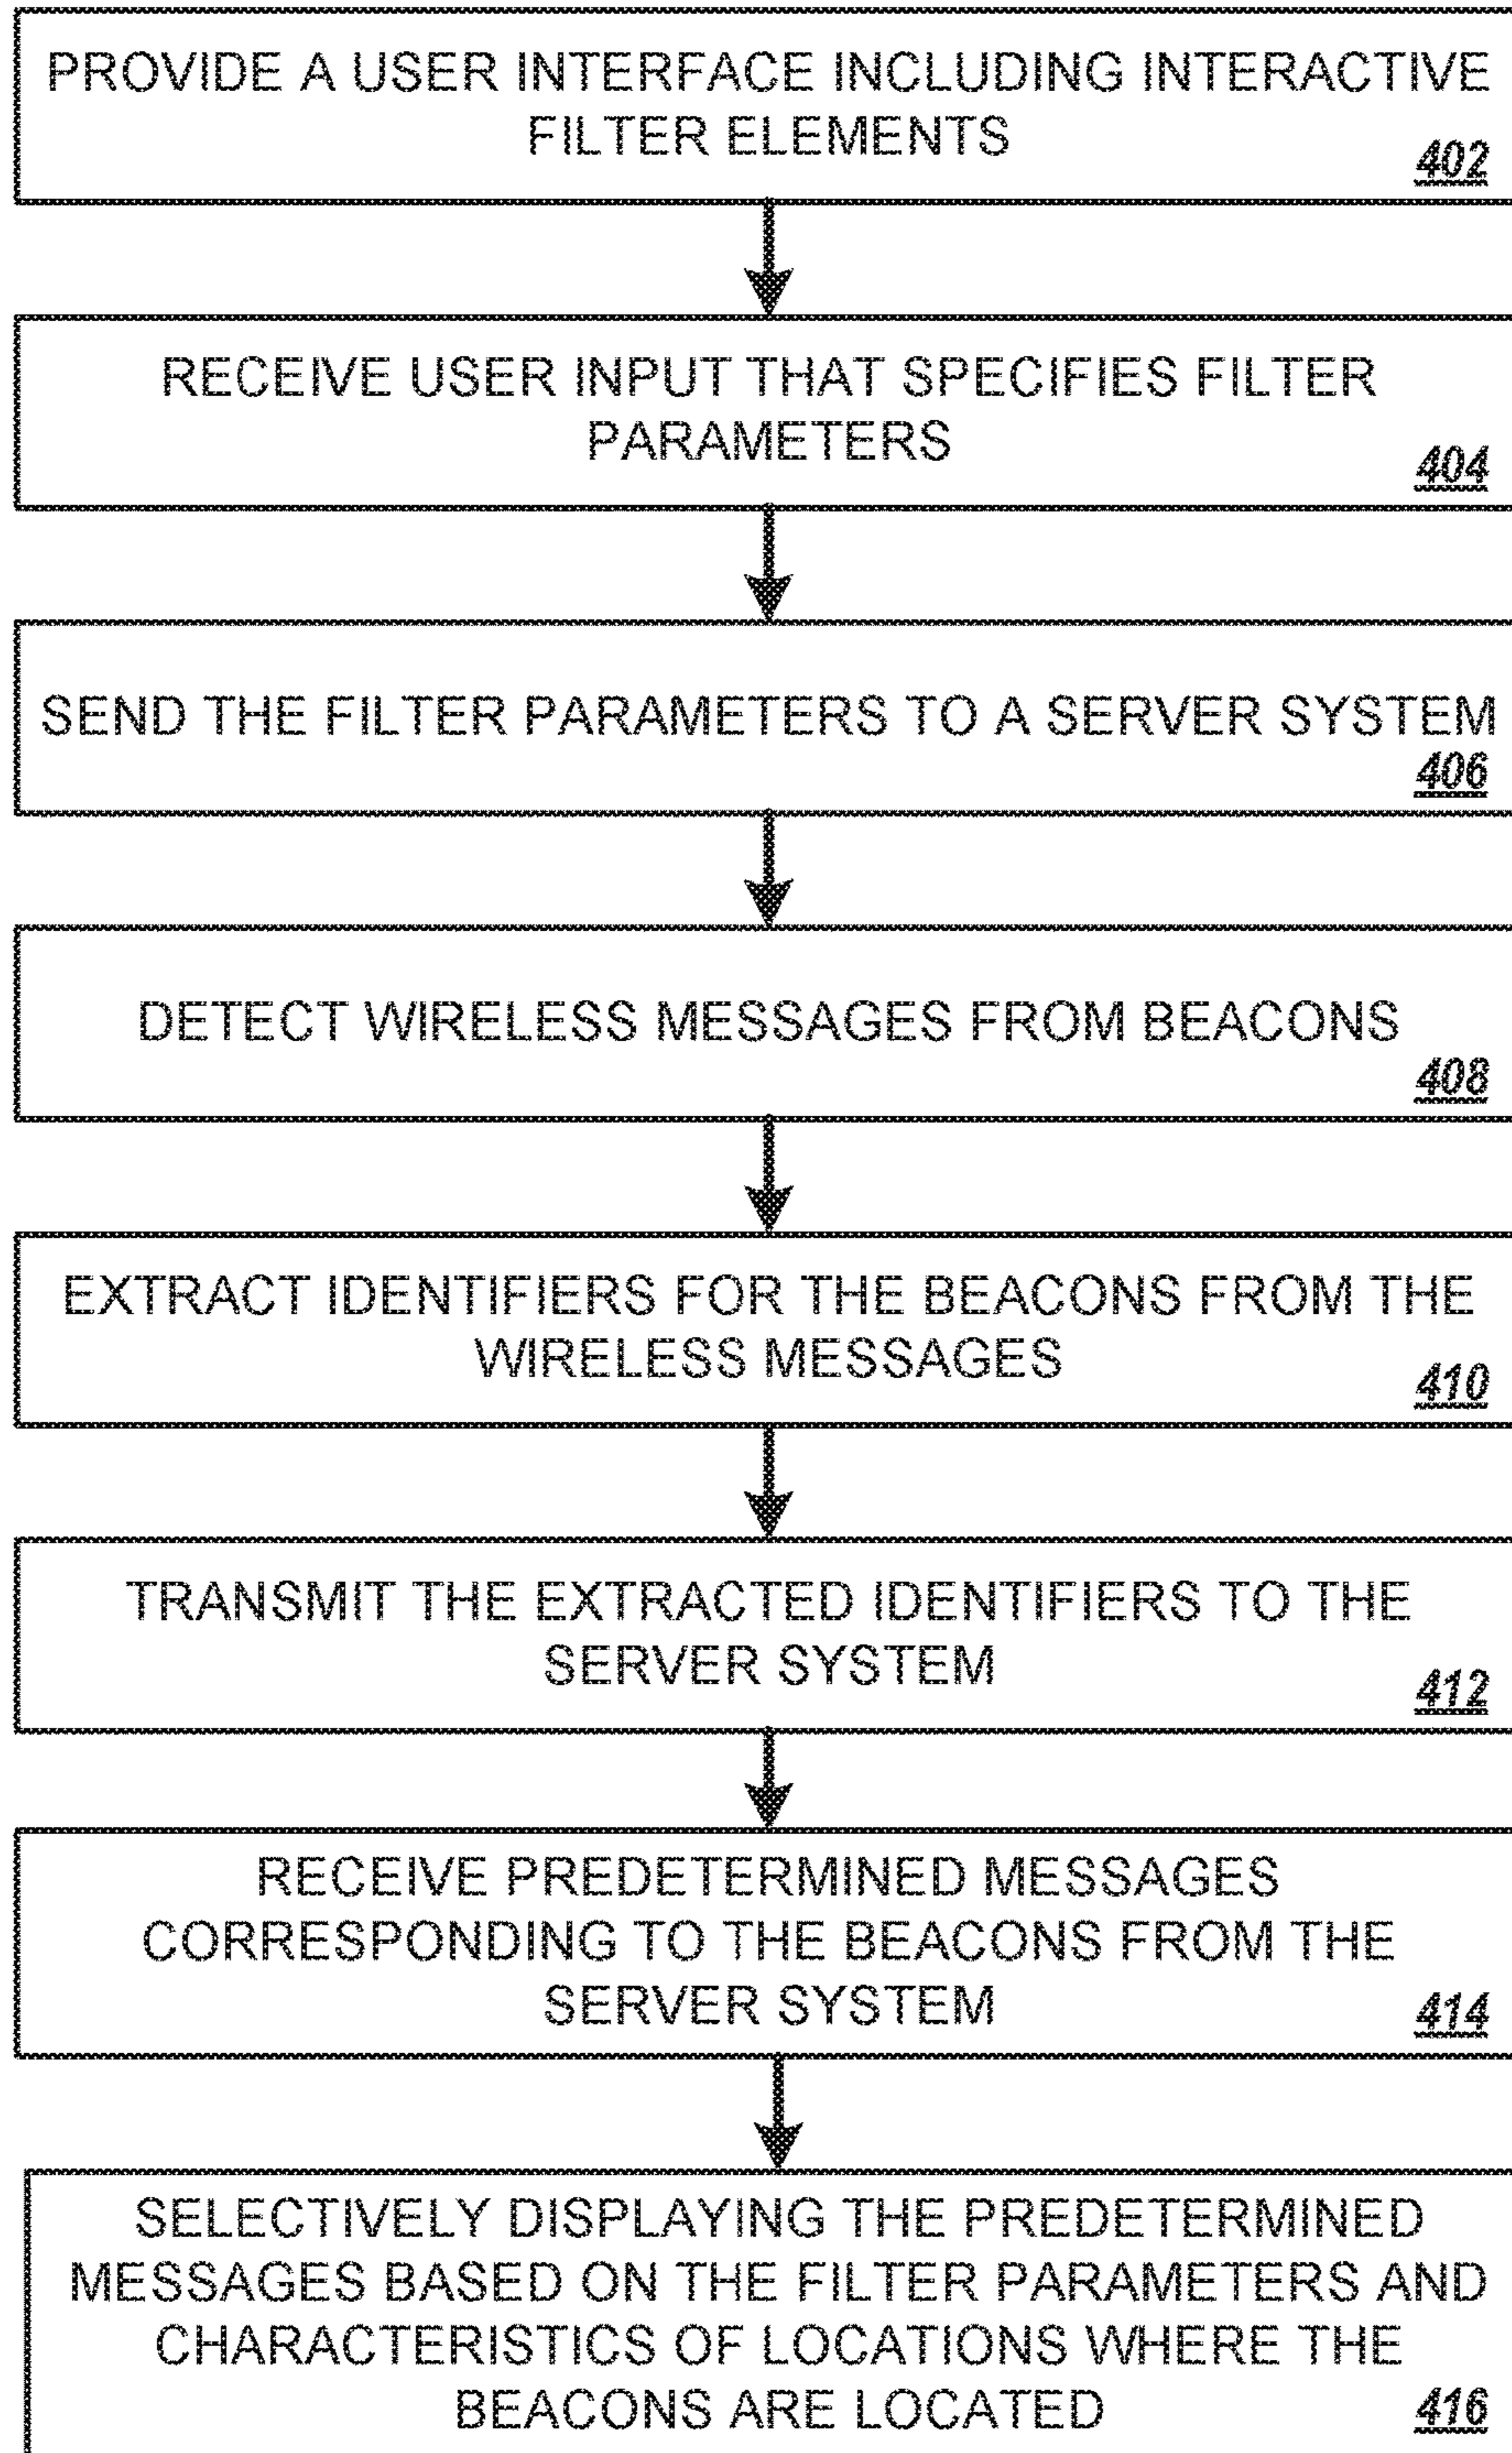 PROVIDE A USER INTERFACE INCLUDING INTERACTIVE
FILTER ELEMENTS
402
RECEIVE USER INPUT THAT SPECIFIES FILTER
PARAMETERS
404
SEND THE FILTER PARAMETERS TO A SERVER SYSTEM
406
DETECT WIRELESS MESSAGES FROM BEACONS
408
EXTRACT IDENTIFIERS FOR THE BEACONS FROM THE
WIRELESS MESSAGES
410
TRANSMIT THE EXTRACTED IDENTIFIERS TO THE
SERVER SYSTEM
412
RECEIVE PREDETERMINED MESSAGES
CORRESPONDING TO THE BEACONS FROM THE
SERVER SYSTEM
414
SELECTIVELY DISPLAYING THE PREDETERMINED
MESSAGES BASED ON THE FILTER PARAMETERS AND
CHARACTERISTICS OF LOCATIONS WHERE THE
BEACONS ARE LOCATED
416